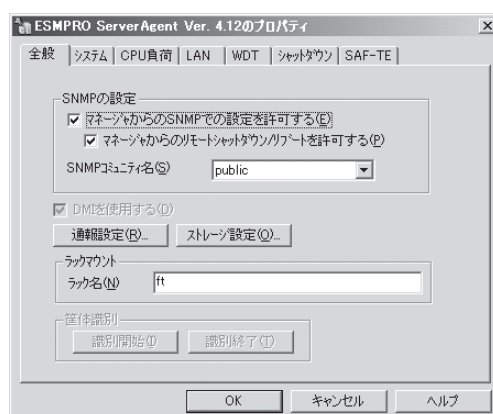 ESMPRO ServerAgent Ver. 4.12のプロパティ
全般 システム CPU負荷 LAN WDT シャットダウン SAF-TE
SNMPの設定
マネージャからのSNMPでの設定を許可する(E)
マネージャからのリモートシャットダウン/リブートを許可する(P)
SNMPコミュニティ名(S) public
DMIを使用する(D)
通報設定(R)... ストレージ設定(O)...
ラックマウント
ラック名(N) ft
筐体識別
識別開始(I) 識別終了(T)
OK キャンセル ヘルプ